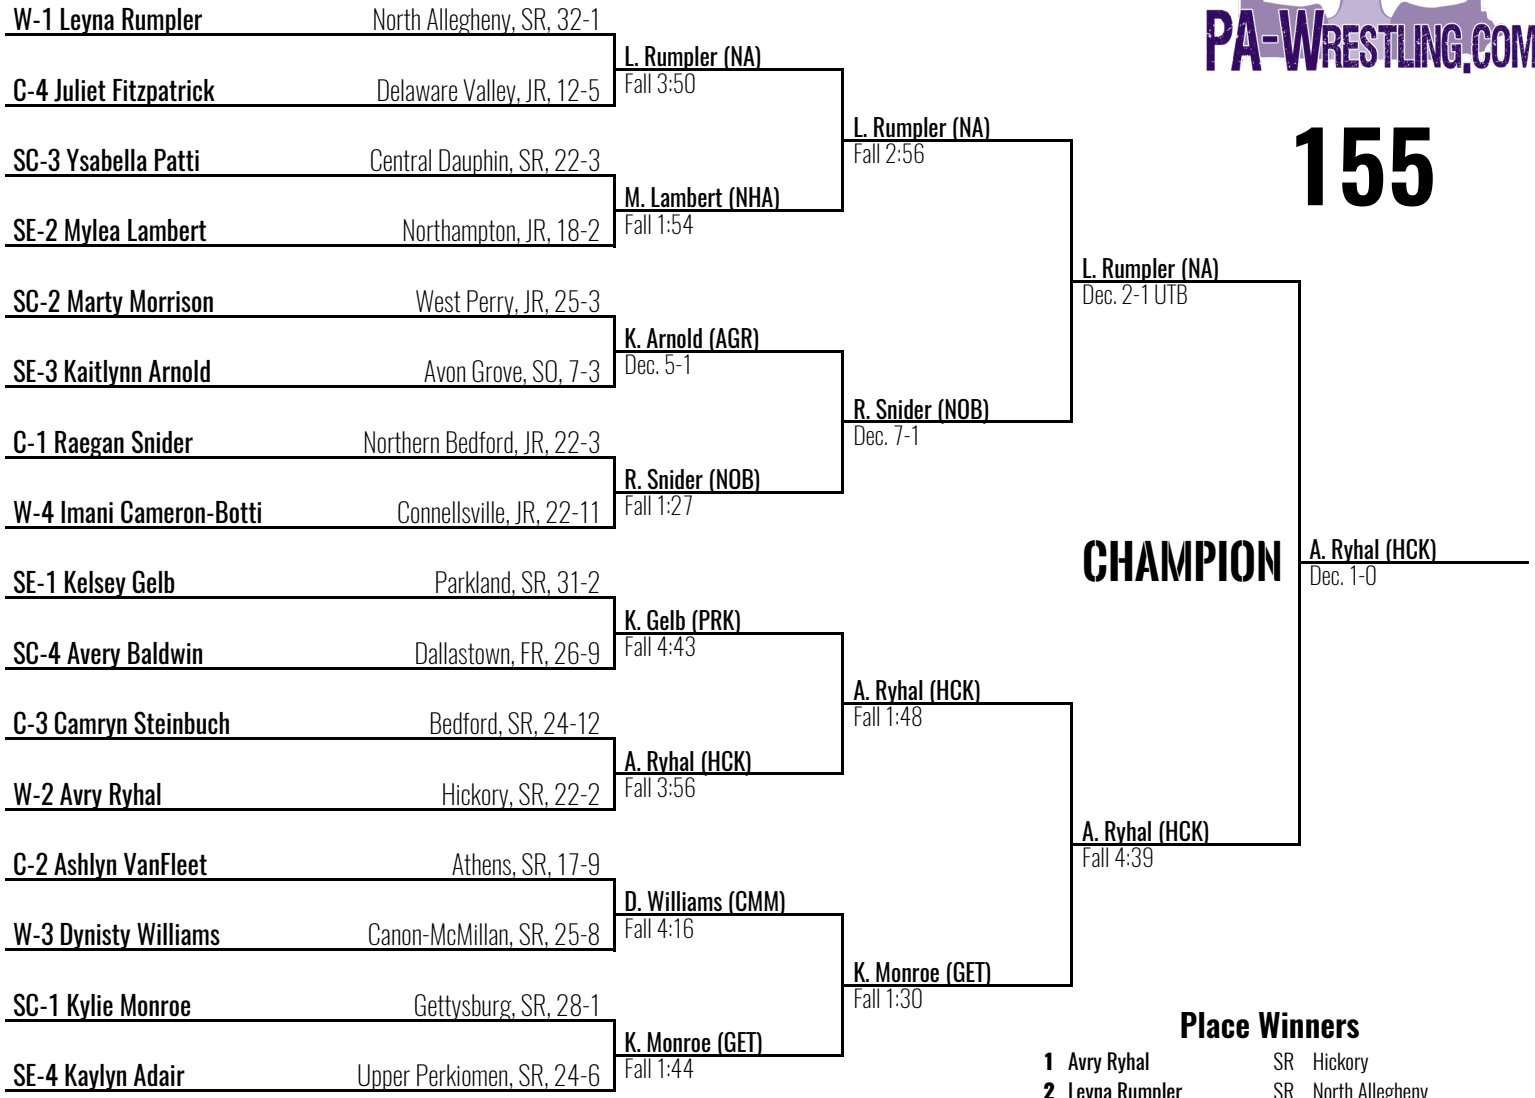 W-1 Leyna Rumpler North Allegheny, SR, 32-1
L. Rumpler (NA)
Fall 3:50
C-4 Juliet Fitzpatrick Delaware Valley, JR, 12-5
L. Rumpler (NA)
Fall 2:56
SC-3 Ysabella Patti Central Dauphin, SR, 22-3
M. Lambert (NHA)
Fall 1:54
SE-2 Mylea Lambert Northampton, JR, 18-2
L. Rumpler (NA)
Dec. 2-1 UTB
SC-2 Marty Morrison West Perry, JR, 25-3
K. Arnold (AGR)
Dec. 5-1
SE-3 Kaitlynn Arnold Avon Grove, SO, 7-3
R. Snider (NOB)
Dec. 7-1
C-1 Raegan Snider Northern Bedford, JR, 22-3
R. Snider (NOB)
Fall 1:27
W-4 Imani Cameron-Botti Connellsville, JR, 22-11
CHAMPION
A. Ryhal (HCK)
Dec. 1-0
SE-1 Kelsey Gelb Parkland, SR, 31-2
K. Gelb (PRK)
Fall 4:43
SC-4 Avery Baldwin Dallastown, FR, 26-9
A. Ryhal (HCK)
Fall 1:48
C-3 Camryn Steinbuch Bedford, SR, 24-12
A. Ryhal (HCK)
Fall 3:56
W-2 Avry Ryhal Hickory, SR, 22-2
A. Ryhal (HCK)
Fall 4:39
C-2 Ashlyn VanFleet Athens, SR, 17-9
D. Williams (CMM)
Fall 4:16
W-3 Dynisty Williams Canon-McMillan, SR, 25-8
K. Monroe (GET)
Fall 1:30
SC-1 Kylie Monroe Gettysburg, SR, 28-1
K. Monroe (GET)
Fall 1:44
SE-4 Kaylyn Adair Upper Perkiomen, SR, 24-6
PA-WRESTLING.COM
155
Place Winners
1 Avry Ryhal SR Hickory
2 Leyna Rumpler SR North Allegheny